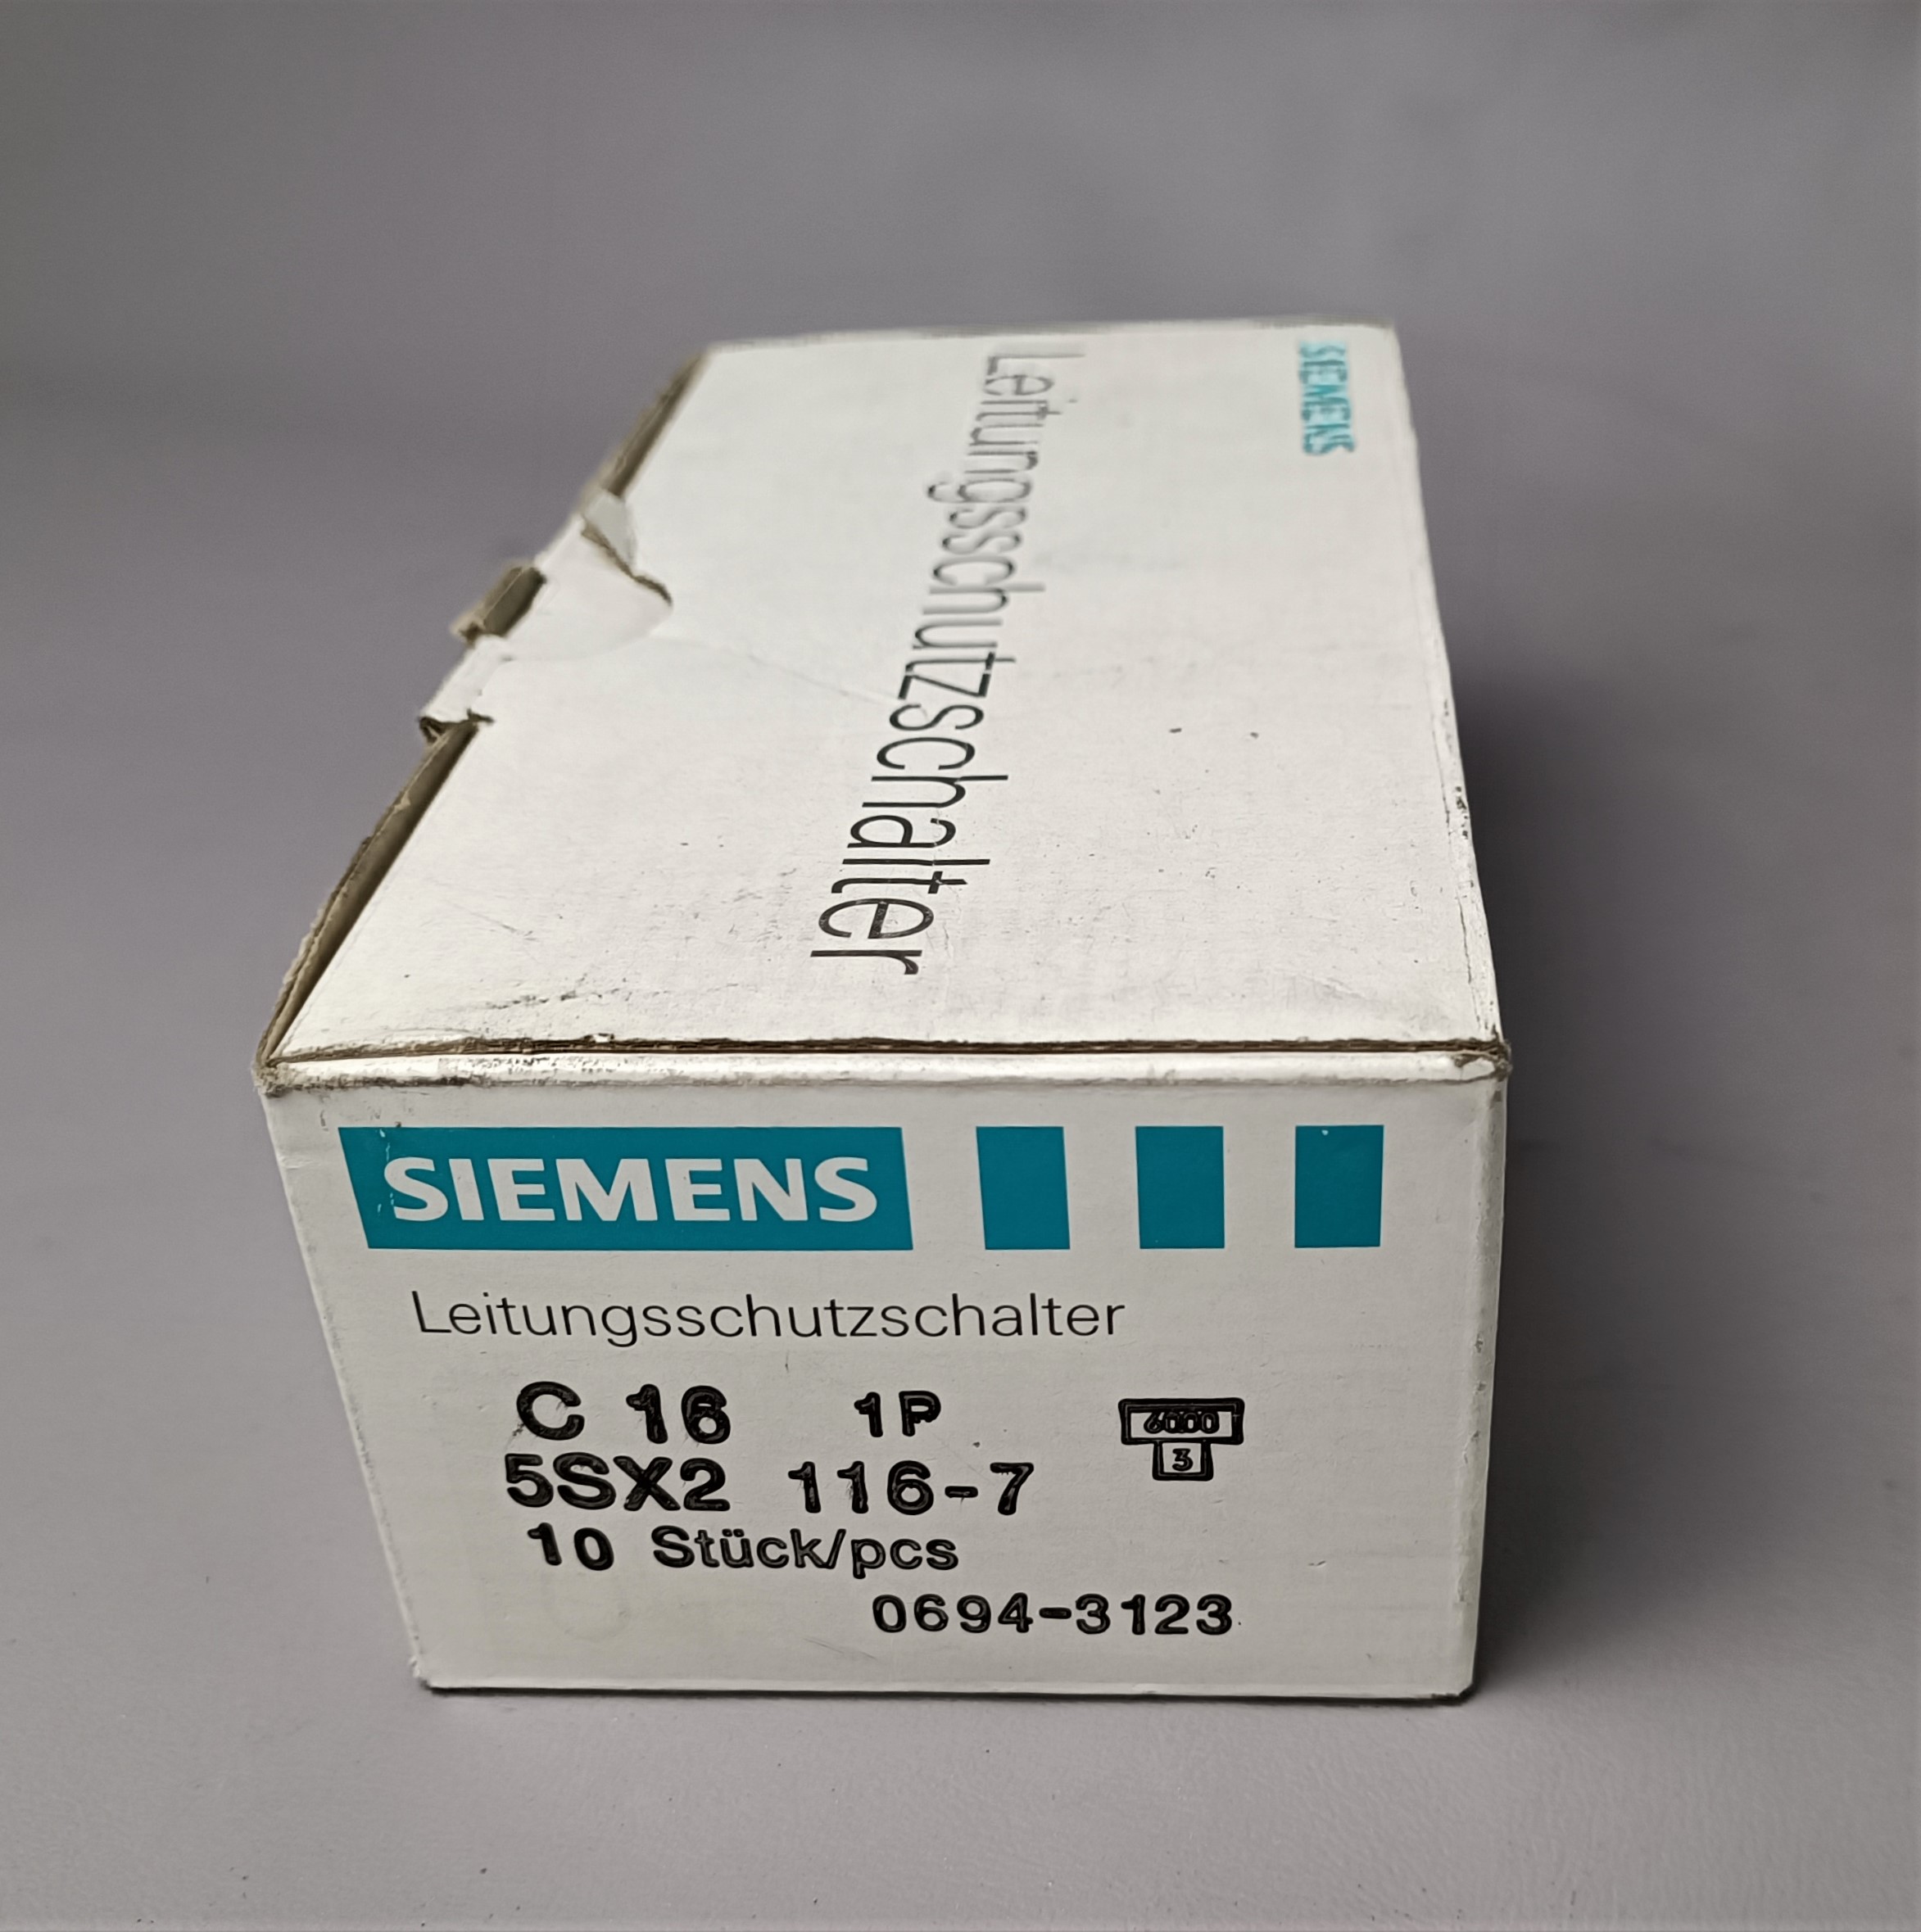 SIEMENS
Leitungsschutzschalter
SIEMENS
Leitungsschutzschalter
C 16 1P
6000
3
5SX2 116-7
10 Stück/pcs
0694-3123